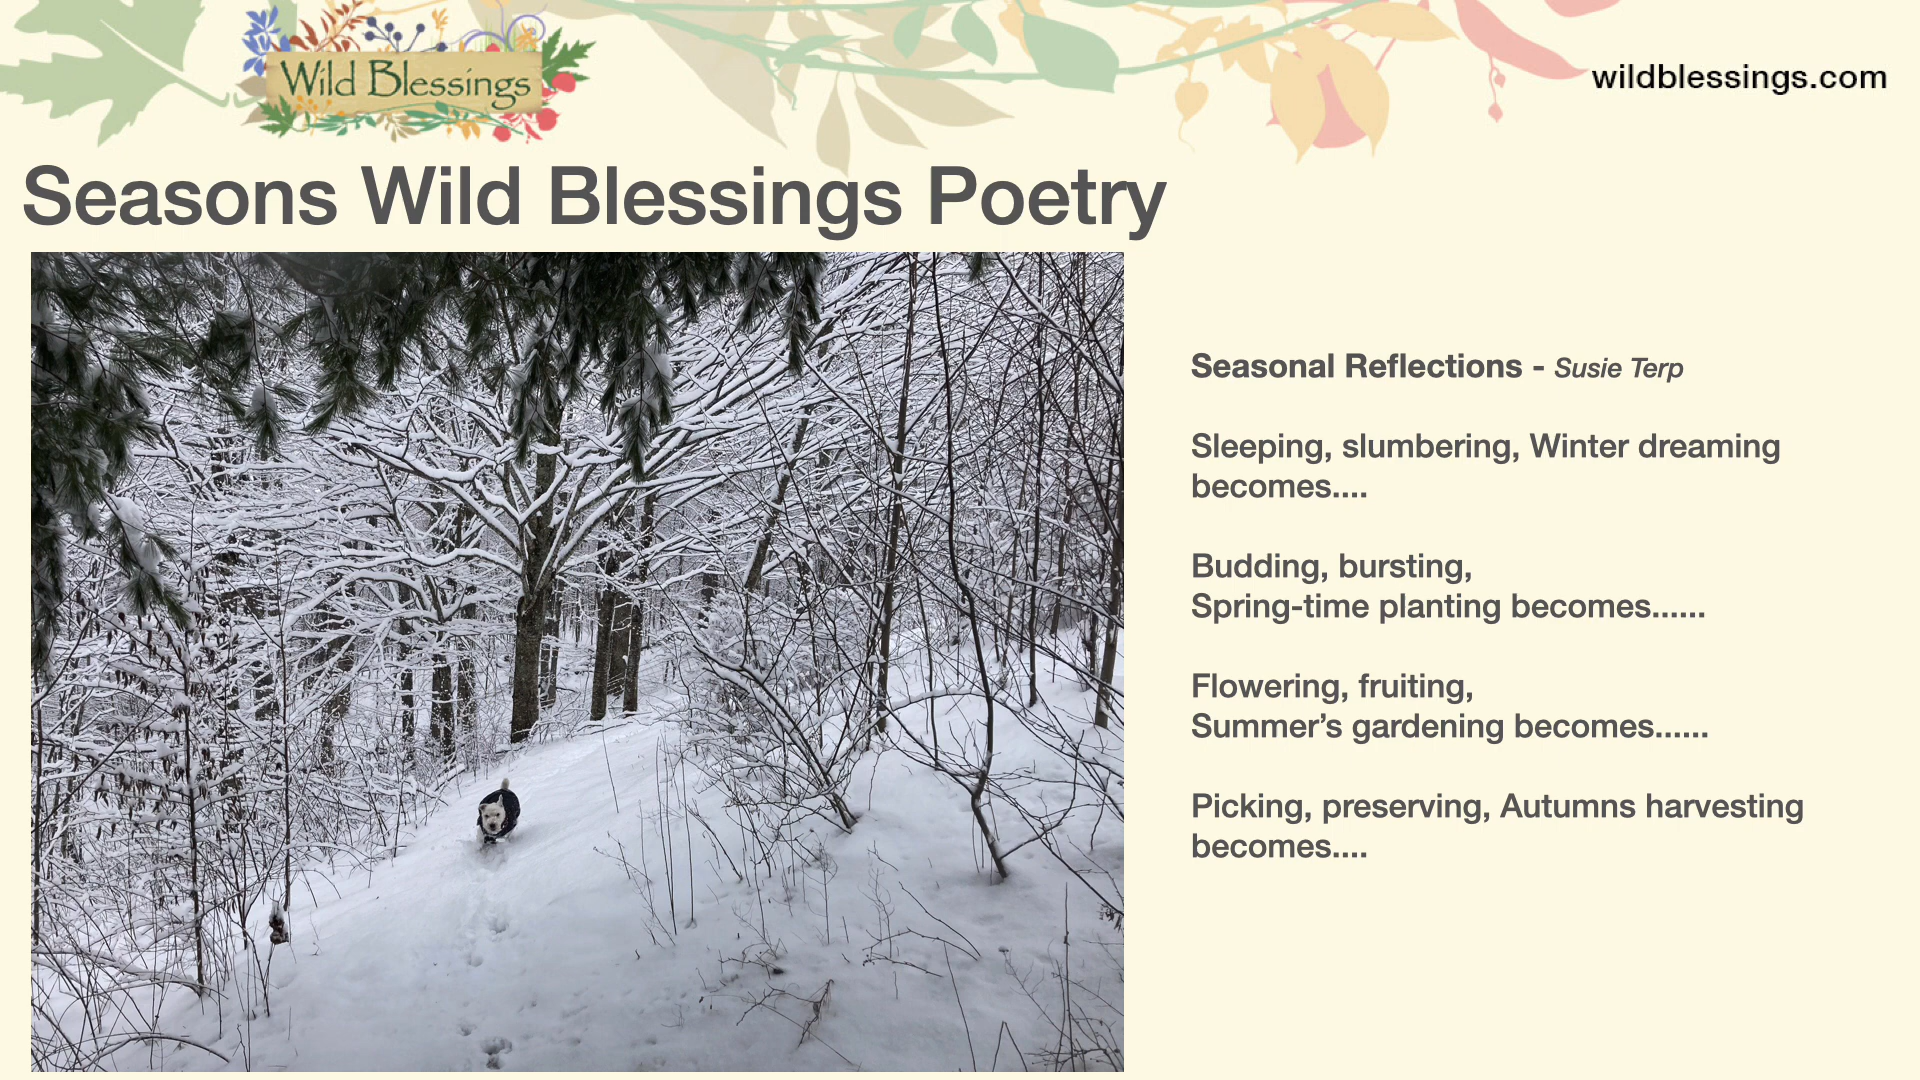 Wild Blessings
wildblessings.com
Seasons Wild Blessings Poetry
Seasonal Reflections - Susie Terp
Sleeping, slumbering, Winter dreaming
becomes....
Budding, bursting,
Spring-time planting becomes......
Flowering, fruiting,
Summer’s gardening becomes......
Picking, preserving, Autumns harvesting
becomes....